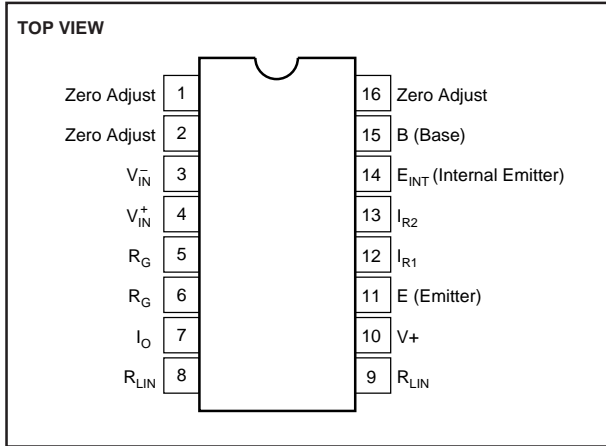 TOP VIEW
Zero Adjust 1 16 Zero Adjust
Zero Adjust 2 15 B (Base)
V⁻IN 3 14 EINT (Internal Emitter)
V⁺IN 4 13 IR2
RG 5 12 IR1
RG 6 11 E (Emitter)
IO 7 10 V+
RLIN 8 9 RLIN